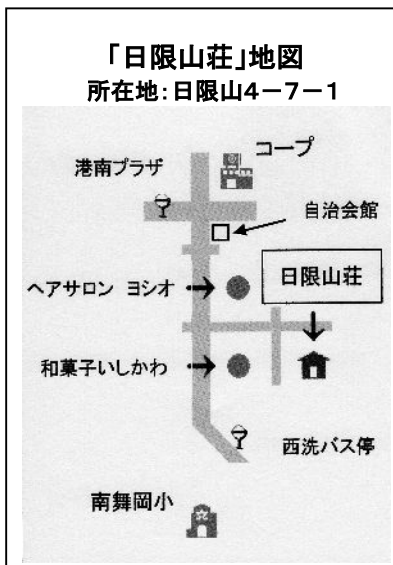 「日限山荘」地図
所在地:日限山4－7－1
コープ
港南プラザ
自治会館
日限山荘
ヘアサロン ヨシオ
和菓子いしかわ
西洗バス停
南舞岡小